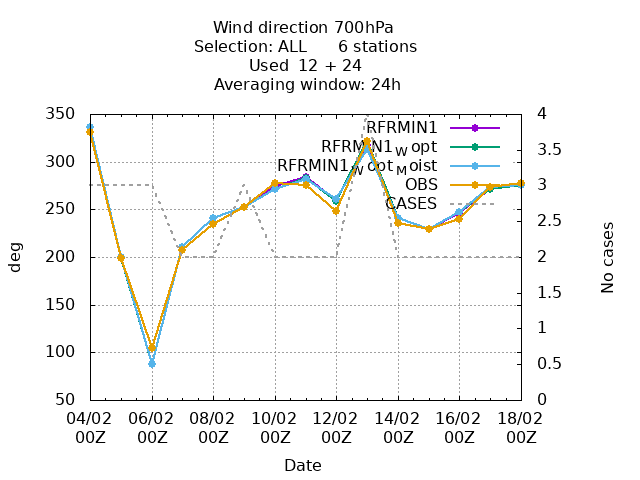 Wind direction 700hPa
Selection: ALL 6 stations
Used 12 + 24
Averaging window: 24h
RFRMIN1
RFRMIN1W opt
RFRMIN1W opt Moist
OBS
CASES
350
300
250
200
150
100
50
deg
4
3.5
3
2.5
2
1.5
1
0.5
0
No cases
04/02 06/02 08/02 10/02 12/02 14/02 16/02 18/02
00Z 00Z 00Z 00Z 00Z 00Z 00Z 00Z
Date